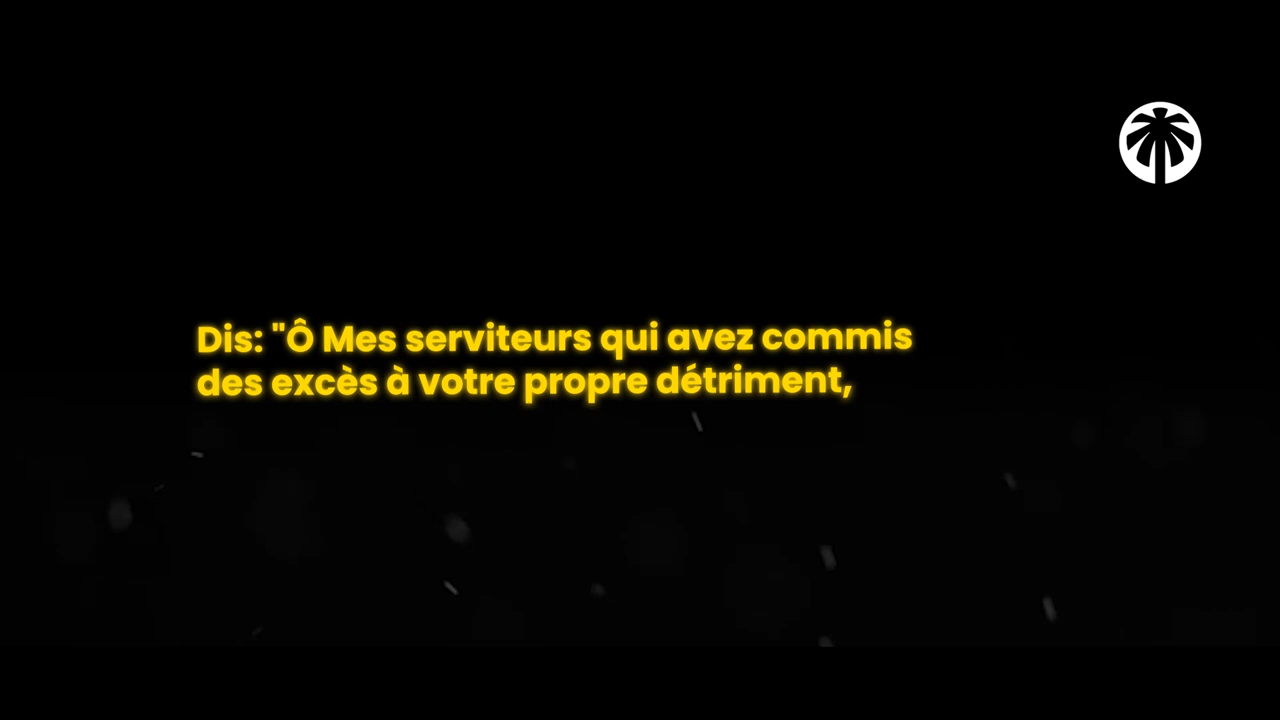 Dis: "Ô Mes serviteurs qui avez commis
des excès à votre propre détriment,